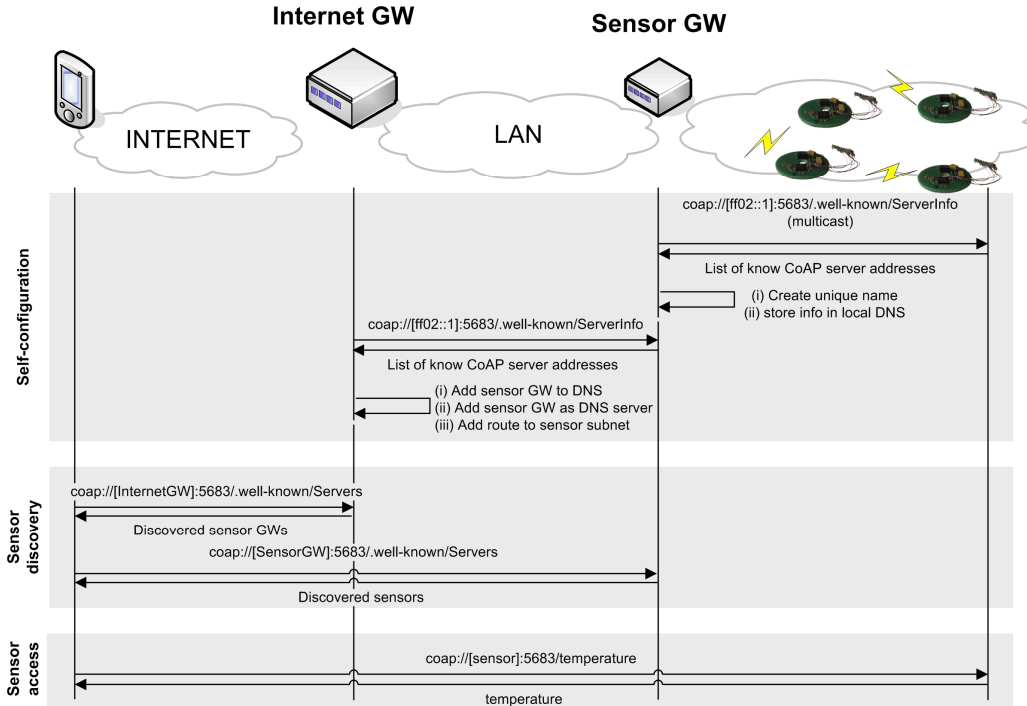 Internet GW
Sensor GW
INTERNET
LAN
Self-configuration
coap://[ff02::1]:5683/.well-known/ServerInfo
(multicast)
List of know CoAP server addresses
(i) Create unique name
(ii) store info in local DNS
coap://[ff02::1]:5683/.well-known/ServerInfo
List of know CoAP server addresses
(i) Add sensor GW to DNS
(ii) Add sensor GW as DNS server
(iii) Add route to sensor subnet
Sensor
discovery
coap://[InternetGW]:5683/.well-known/Servers
Discovered sensor GWs
coap://[SensorGW]:5683/.well-known/Servers
Discovered sensors
Sensor
access
coap://[sensor]:5683/temperature
temperature